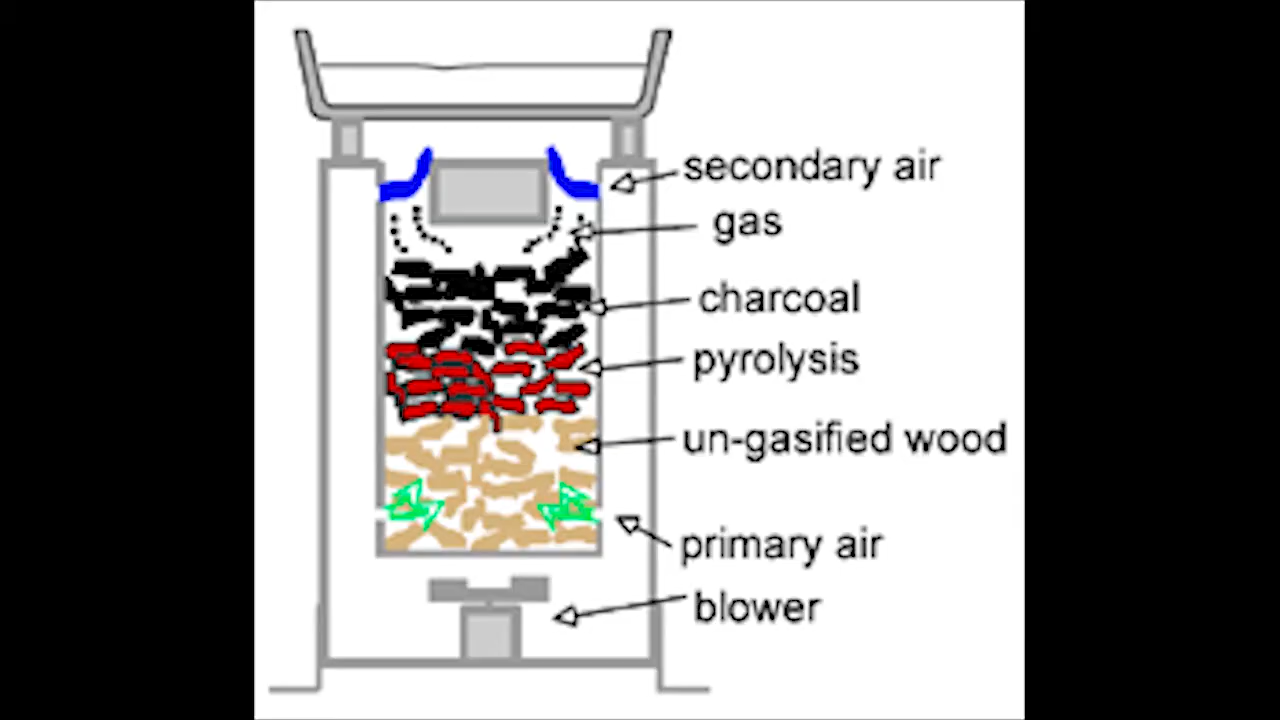 secondary air
gas
charcoal
pyrolysis
un-gasified wood
primary air
blower